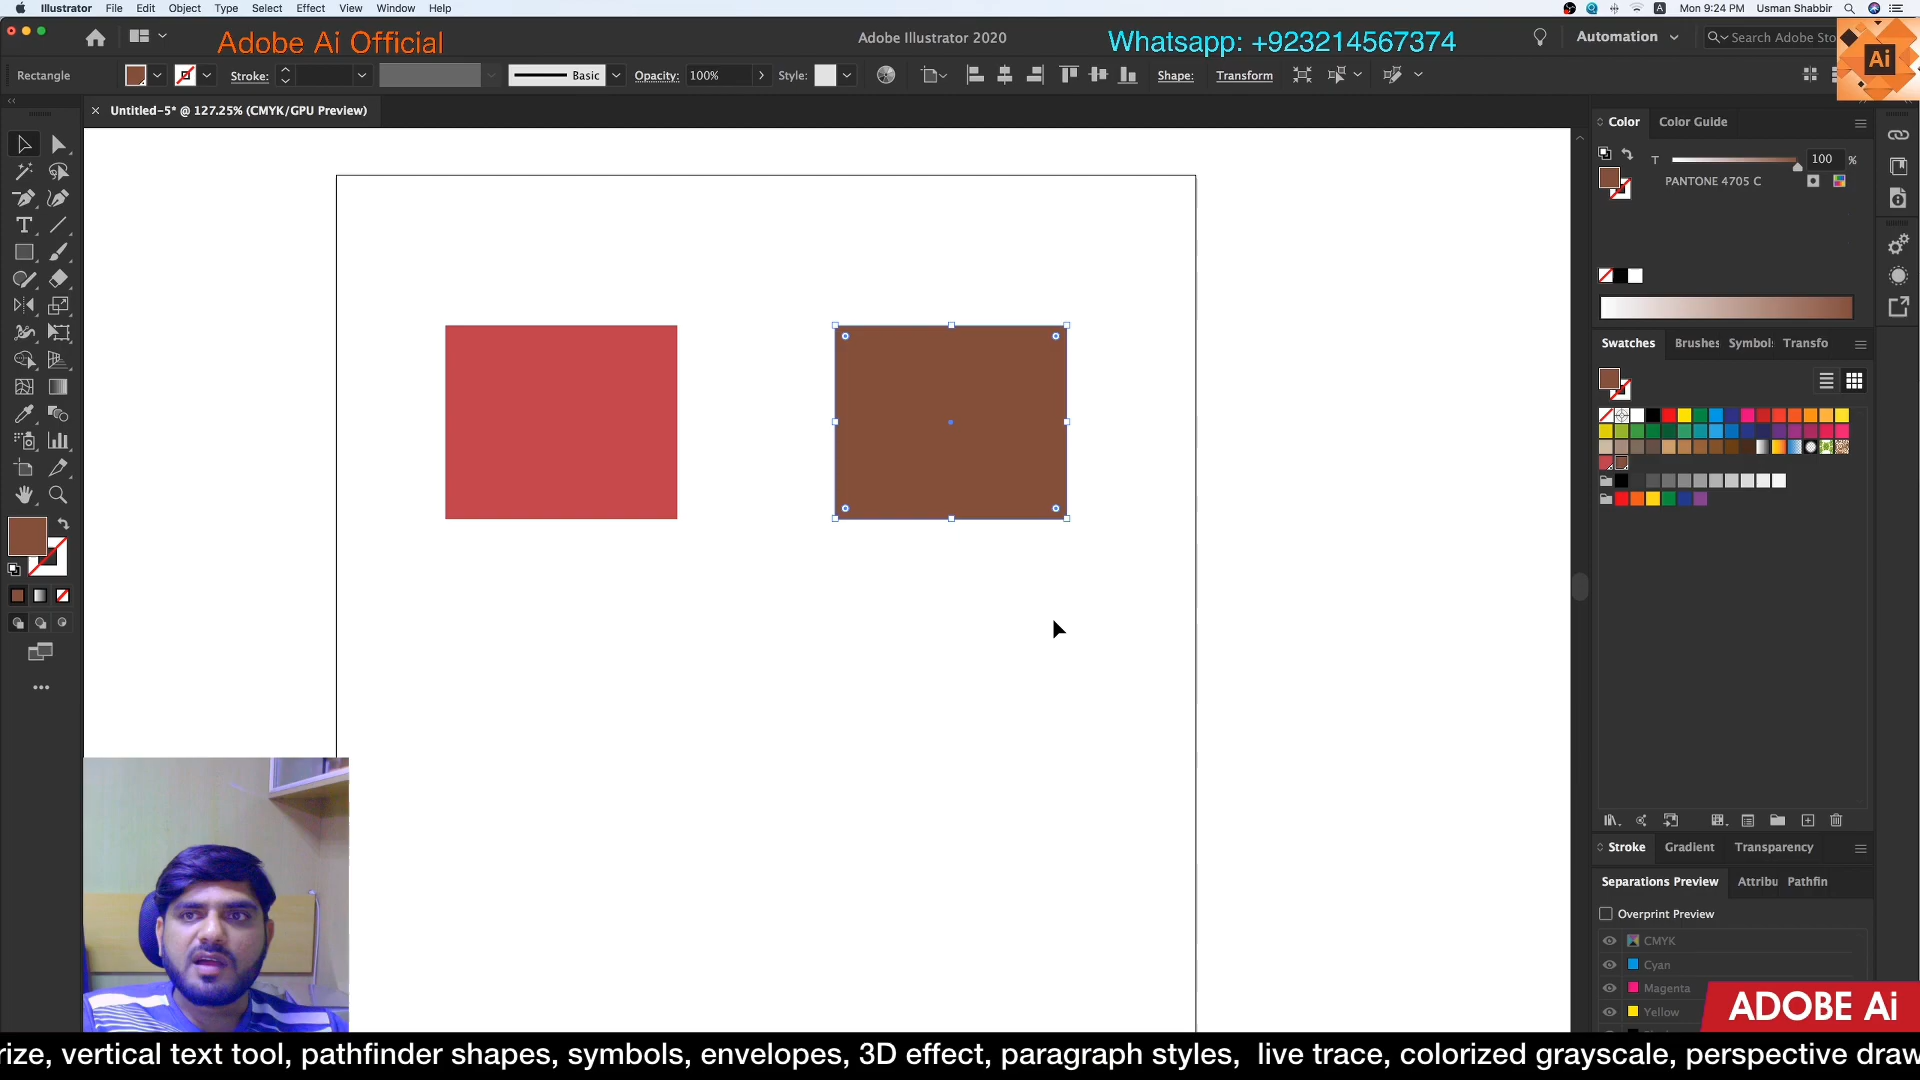 Illustrator File Edit Object Type Select Effect View Window Help
A Mon 9:24 PM Usman Shabbir
Adobe Ai Official
Adobe Illustrator 2020
Whatsapp: +923214567374
Automation
Search Adobe Sto
Ai
Rectangle
Stroke:
Basic
Opacity: 100%
Style:
Shape:
Transform
Untitled-5* @ 127.25% (CMYK/GPU Preview)
Color Color Guide
T 100 %
PANTONE 4705 C
Swatches Brushes Symbol: Transfo
Stroke Gradient Transparency
Separations Preview Attribu Pathfin
Overprint Preview
CMYK
Cyan
Magenta
Yellow
ADOBE Ai
rize, vertical text tool, pathfinder shapes, symbols, envelopes, 3D effect, paragraph styles, live trace, colorized grayscale, perspective draw